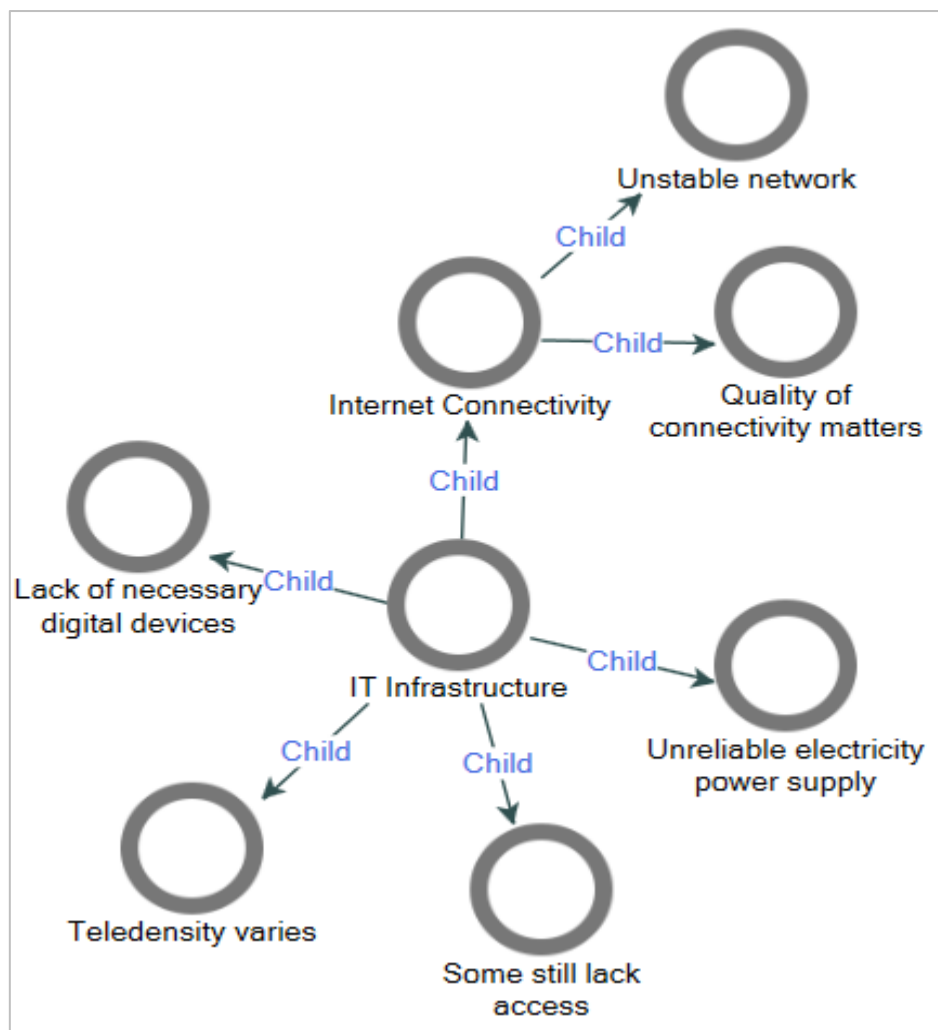 Unstable network
Child
Child
Quality of
connectivity matters
Internet Connectivity
Child
Lack of necessary
digital devices
Child
IT Infrastructure
Child
Unreliable electricity
power supply
Child
Child
Teledensity varies
Some still lack
access